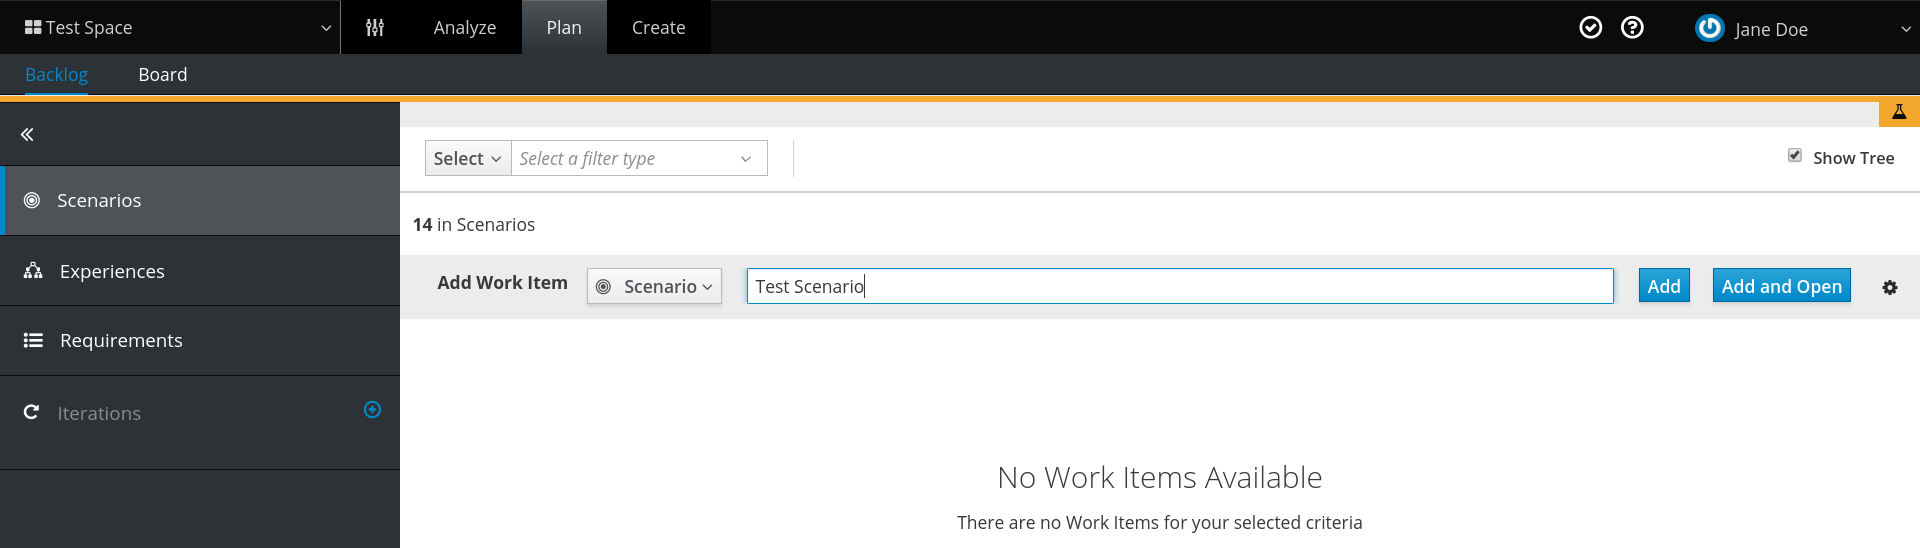 Test Space Analyze Plan Create Jane Doe
Backlog Board
Select Select a filter type Show Tree
Scenarios
14 in Scenarios
Experiences
Add Work Item Scenario Test Scenario Add Add and Open
Requirements
Iterations
No Work Items Available
There are no Work Items for your selected criteria